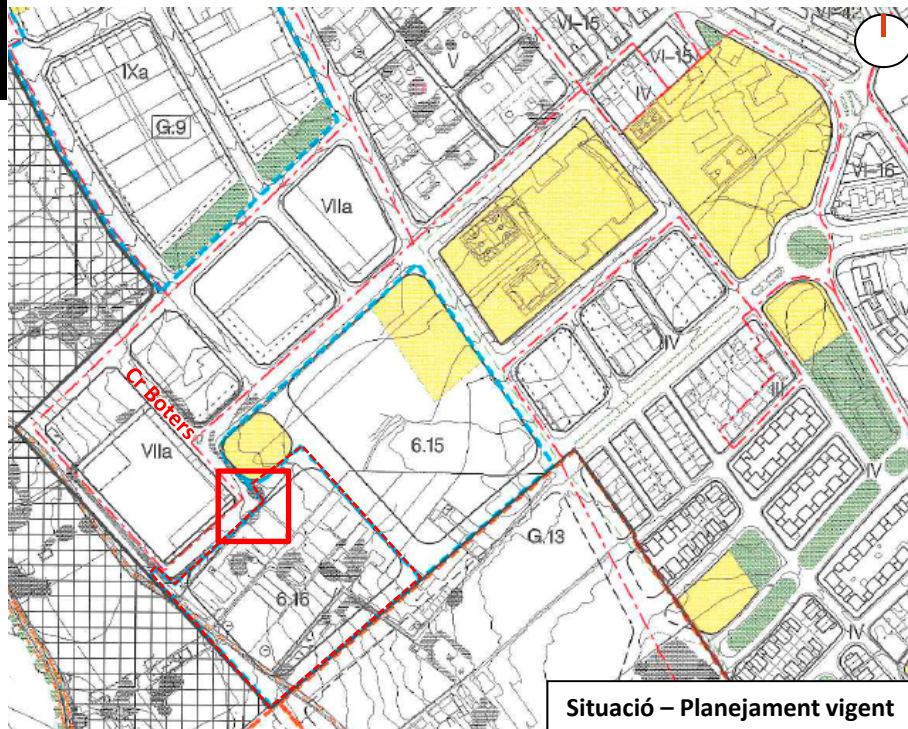 VI-15
VI-15
IV
V
IXa
G.9
VIIa
VI-16
IV
III
Cr Boters
VIIa
6.15
IV
G.13
6.16
IV
Situació – Planejament vigent